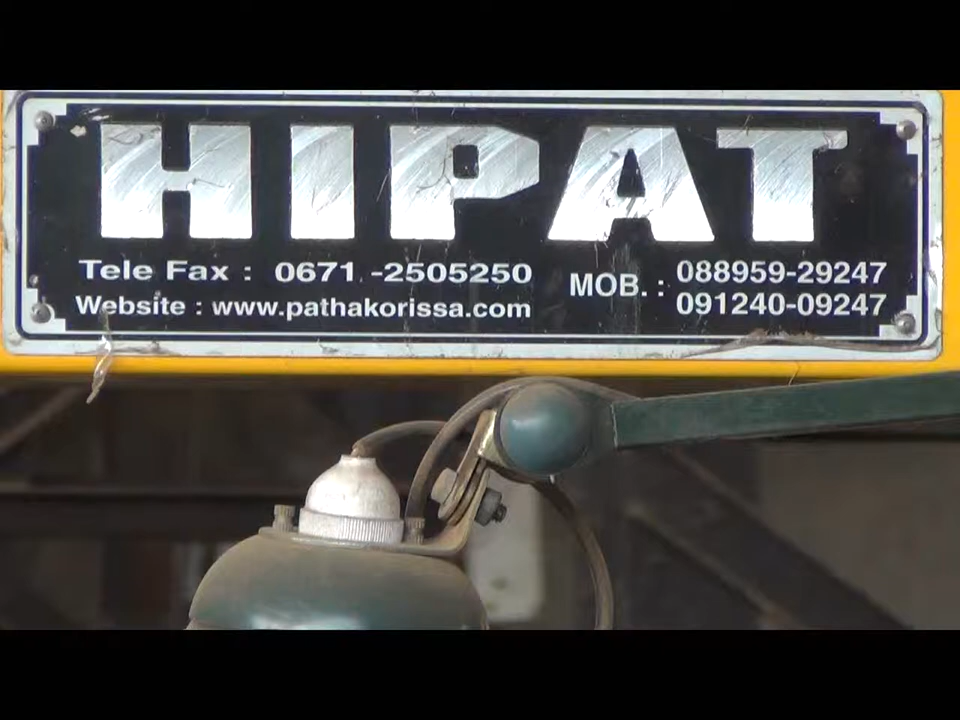 HIPAT
Tele Fax : 0671 -2505250
Website : www.pathakorissa.com
MOB. : 088959-29247
091240-09247